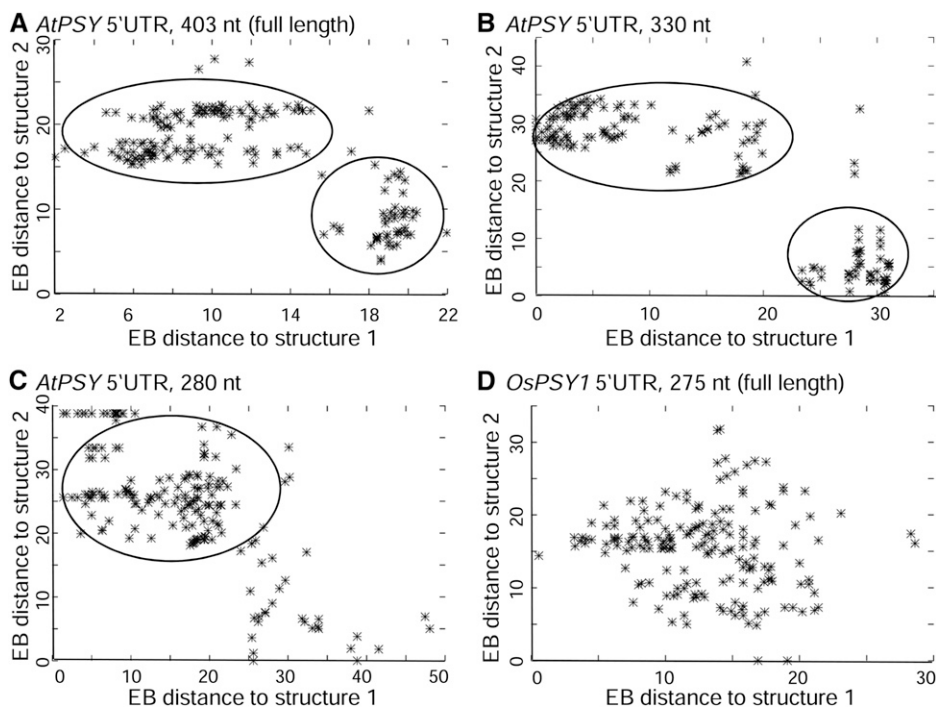 A AtPSY 5'UTR, 403 nt (full length)
30
20
10
0
EB distance to structure 2
2 6 10 14 18 22
EB distance to structure 1
B AtPSY 5'UTR, 330 nt
40
30
20
10
0
EB distance to structure 2
0 10 20 30
EB distance to structure 1
C AtPSY 5'UTR, 280 nt
40
30
20
10
0
EB distance to structure 2
0 10 20 30 40 50
EB distance to structure 1
D OsPSY1 5'UTR, 275 nt (full length)
30
20
10
0
EB distance to structure 2
0 10 20 30
EB distance to structure 1